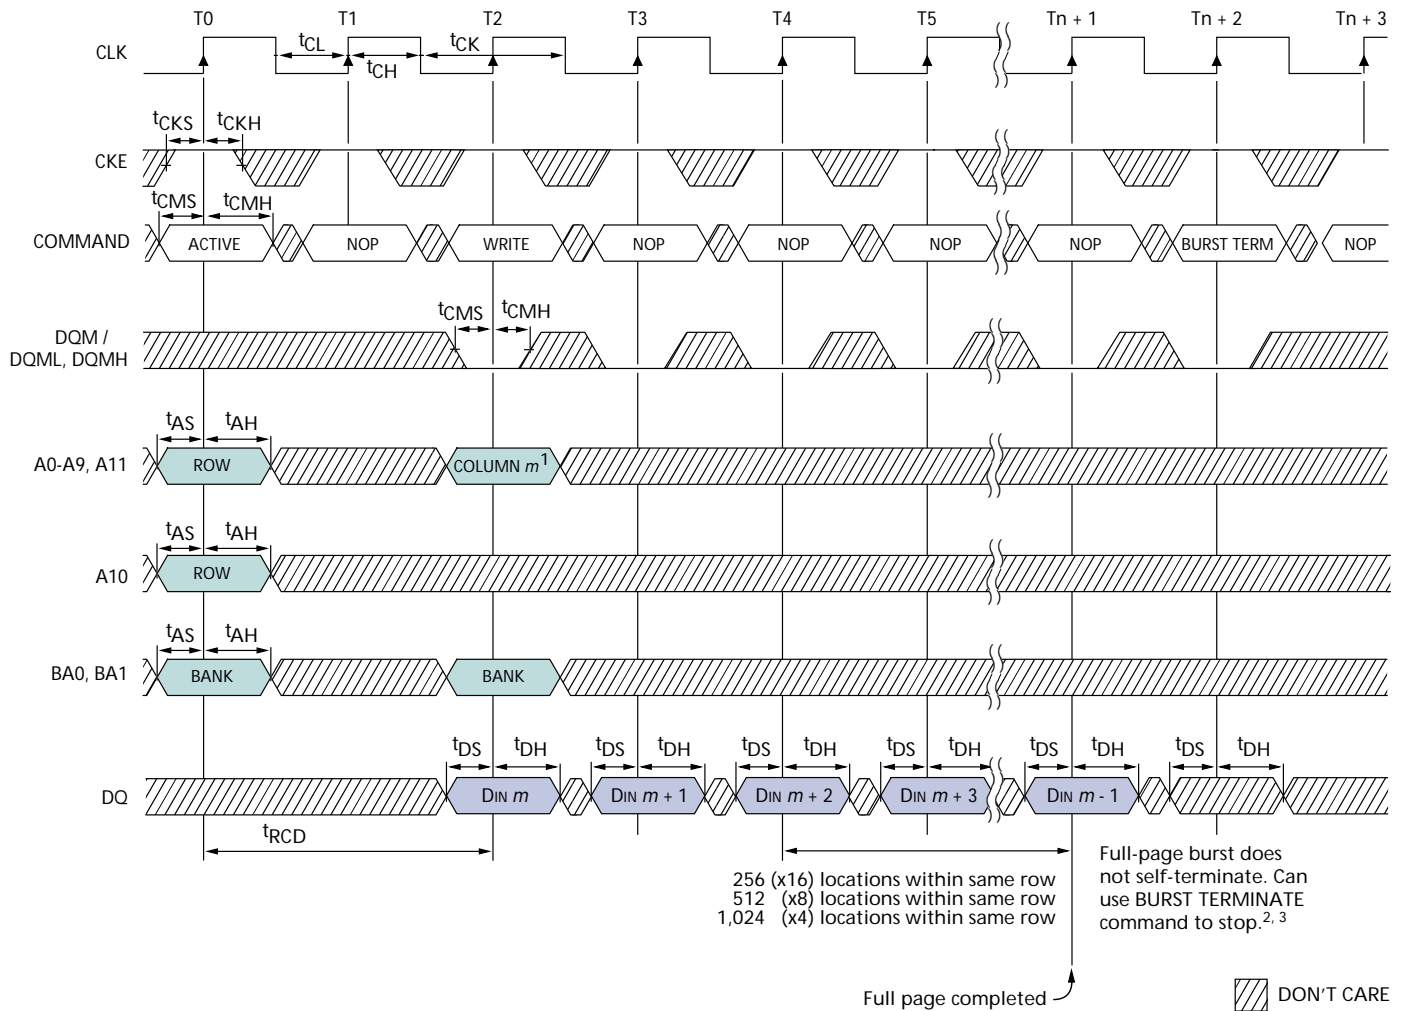 T0 T1 T2 T3 T4 T5 Tn + 1 Tn + 2 Tn + 3
CLK
tCL tCK
tCH
tCKS tCKH
CKE
tCMS tCMH
COMMAND ACTIVE NOP WRITE NOP NOP NOP NOP BURST TERM NOP
tCMS tCMH
DQM /
DQML, DQMH
tAS tAH
A0-A9, A11 ROW COLUMN m1
tAS tAH
A10 ROW
tAS tAH
BA0, BA1 BANK BANK
tDS tDH tDS tDH tDS tDH tDS tDH tDS tDH tDS tDH
DQ DIN m DIN m + 1 DIN m + 2 DIN m + 3 DIN m - 1
tRCD
256 (x16) locations within same row
512 (x8) locations within same row
1,024 (x4) locations within same row
Full-page burst does
not self-terminate. Can
use BURST TERMINATE
command to stop.2, 3
Full page completed
DON'T CARE